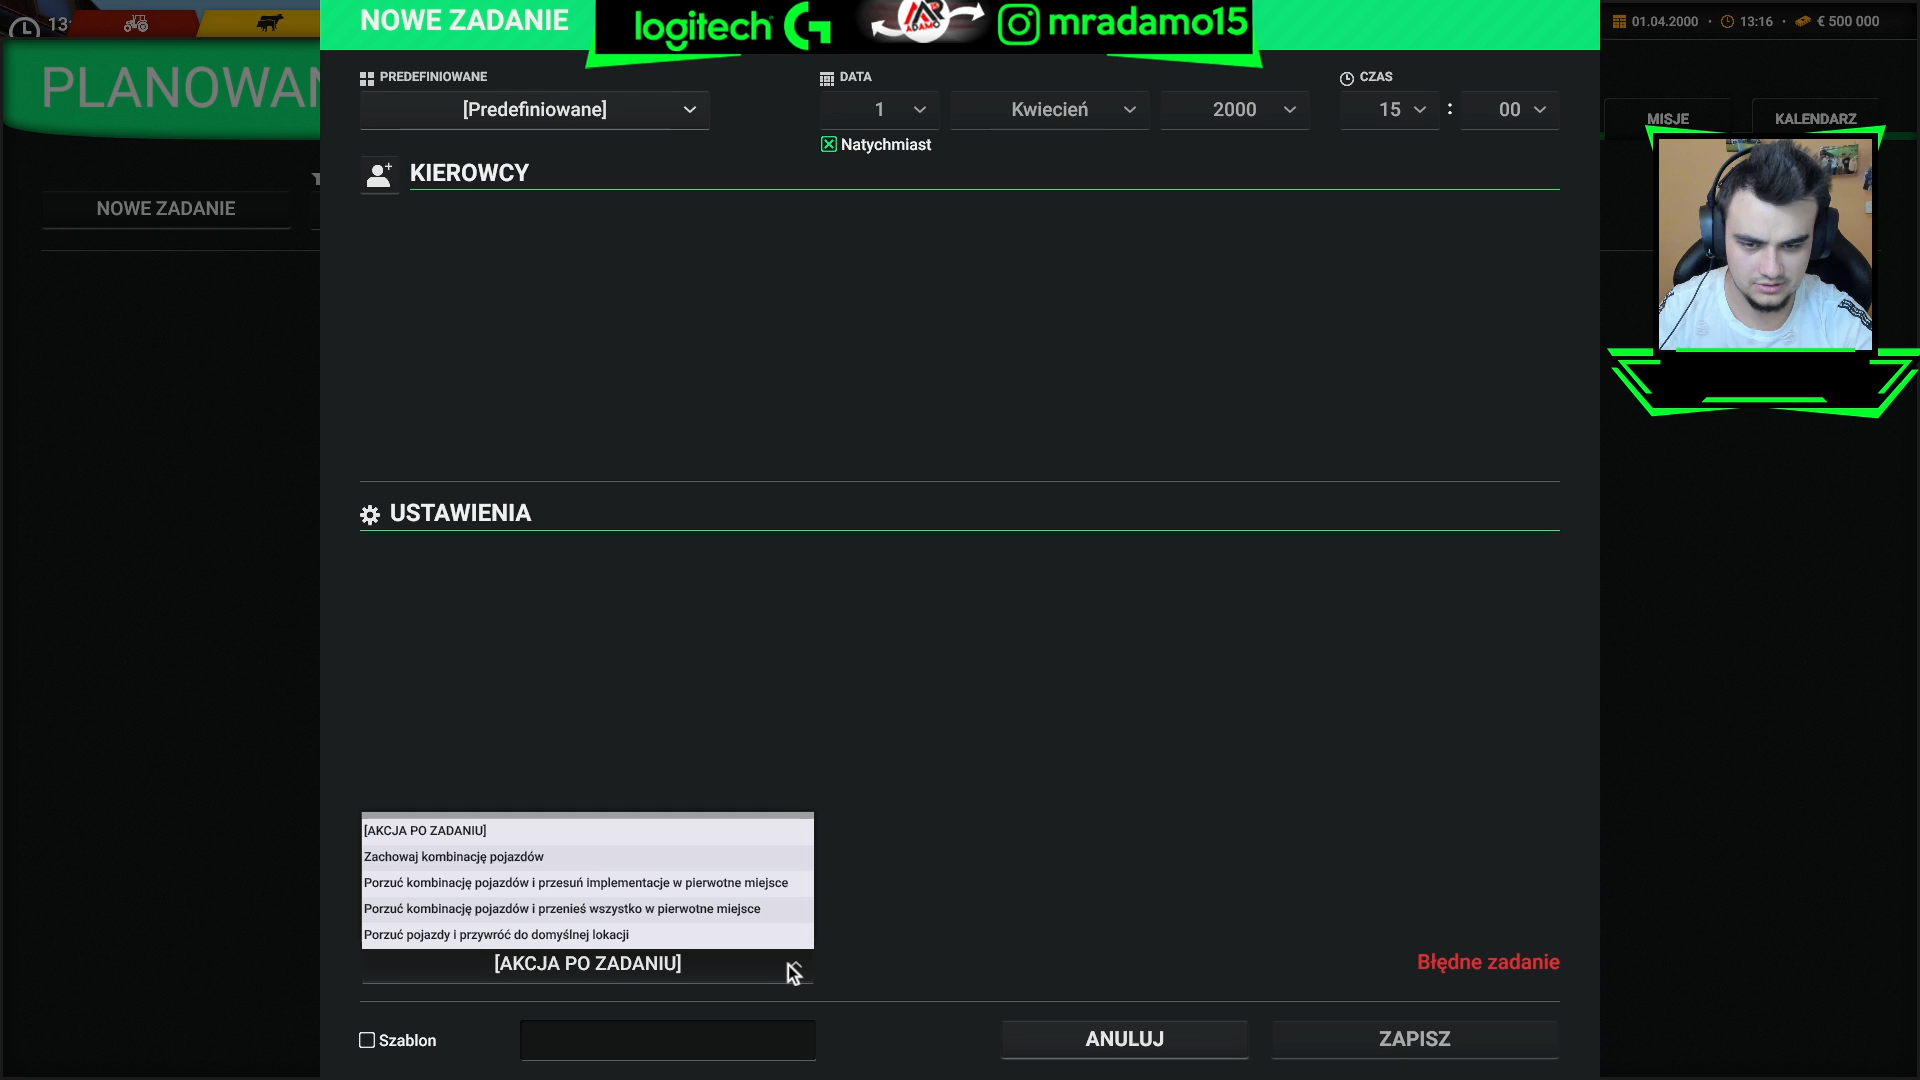 NOWE ZADANIE
logitech G
AR
ADAMO
mradamo15
13
01.04.2000 • 13:16 • € 500 000
PLANOWAN
PREDEFINIOWANE
DATA
CZAS
[Predefiniowane]
1
Kwiecień
2000
15 : 00
MISJE
KALENDARZ
Natychmiast
KIEROWCY
NOWE ZADANIE
USTAWIENIA
[AKCJA PO ZADANIU]
Zachowaj kombinację pojazdów
Porzuć kombinację pojazdów i przesuń implementacje w pierwotne miejsce
Porzuć kombinację pojazdów i przenieś wszystko w pierwotne miejsce
Porzuć pojazdy i przywróć do domyślnej lokacji
[AKCJA PO ZADANIU]
Błędne zadanie
Szablon
ANULUJ
ZAPISZ